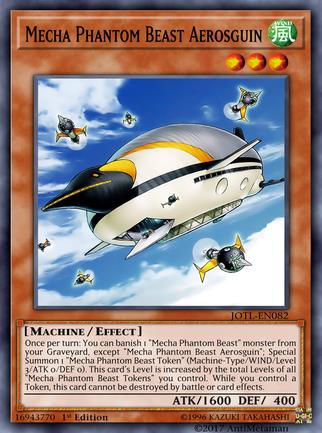 MECHA PHANTOM BEAST AEROSGUIN
WIND
風
JOTL-EN082
[MACHINE / EFFECT]
Once per turn: You can banish 1 "Mecha Phantom Beast" monster from
your Graveyard, except "Mecha Phantom Beast Aerosguin"; Special
Summon 1 "Mecha Phantom Beast Token" (Machine-Type/WIND/Level
3/ATK 0/DEF 0). This card's Level is increased by the total Levels of all
"Mecha Phantom Beast Tokens" you control. While you control a
Token, this card cannot be destroyed by battle or card effects.
ATK/1600 DEF/ 400
16943770 1st Edition ©1996 KAZUKI TAKAHASHI
©2017 AntiMetaman